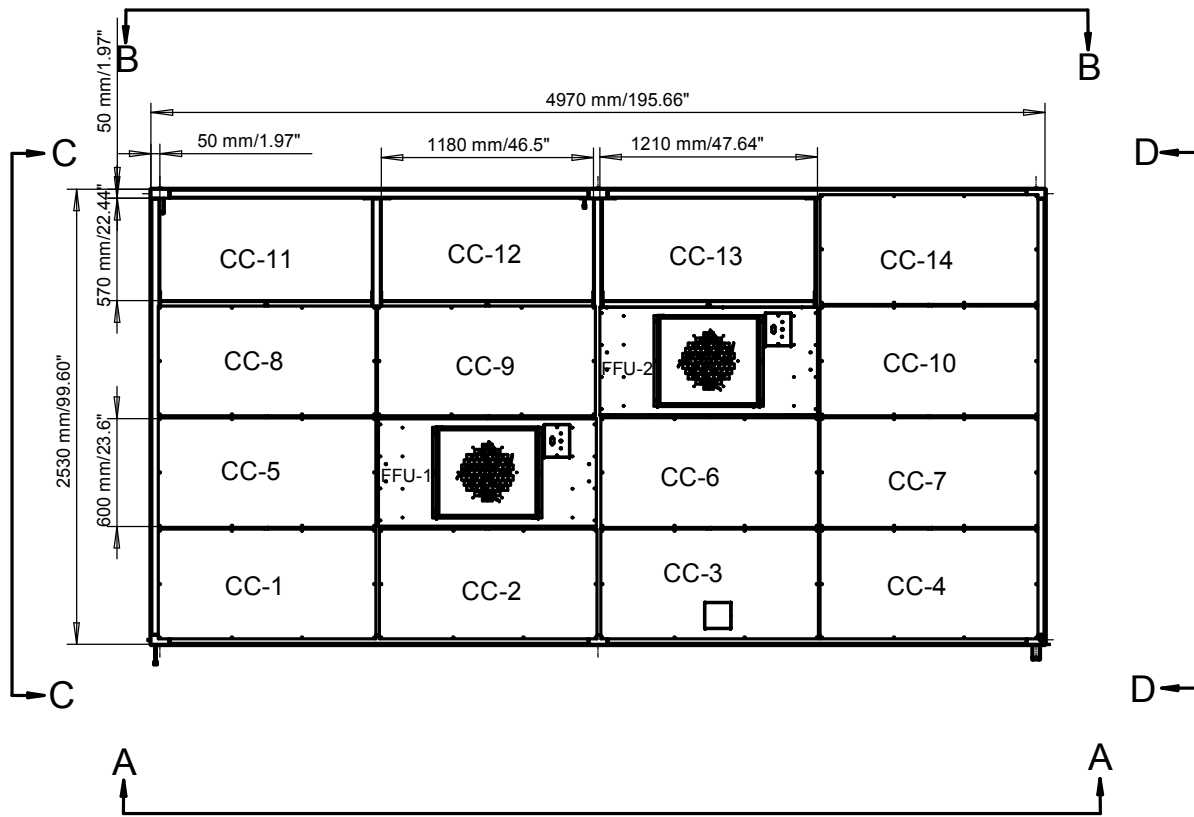 B
B
50 mm/1.97"
4970 mm/195.66"
50 mm/1.97"
1180 mm/46.5"
1210 mm/47.64"
C
D
570 mm/22.44"
CC-11
CC-12
CC-13
CC-14
2530 mm/99.60"
CC-8
CC-9
FFU-2
CC-10
600 mm/23.6"
CC-5
FFU-1
CC-6
CC-7
CC-1
CC-2
CC-3
CC-4
C
D
A
A